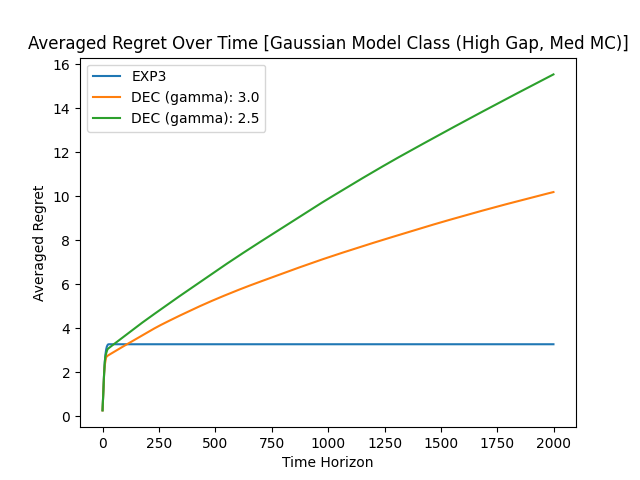 Averaged Regret Over Time [Gaussian Model Class (High Gap, Med MC)]
EXP3
DEC (gamma): 3.0
DEC (gamma): 2.5
Averaged Regret
16
14
12
10
8
6
4
2
0
0 250 500 750 1000 1250 1500 1750 2000
Time Horizon